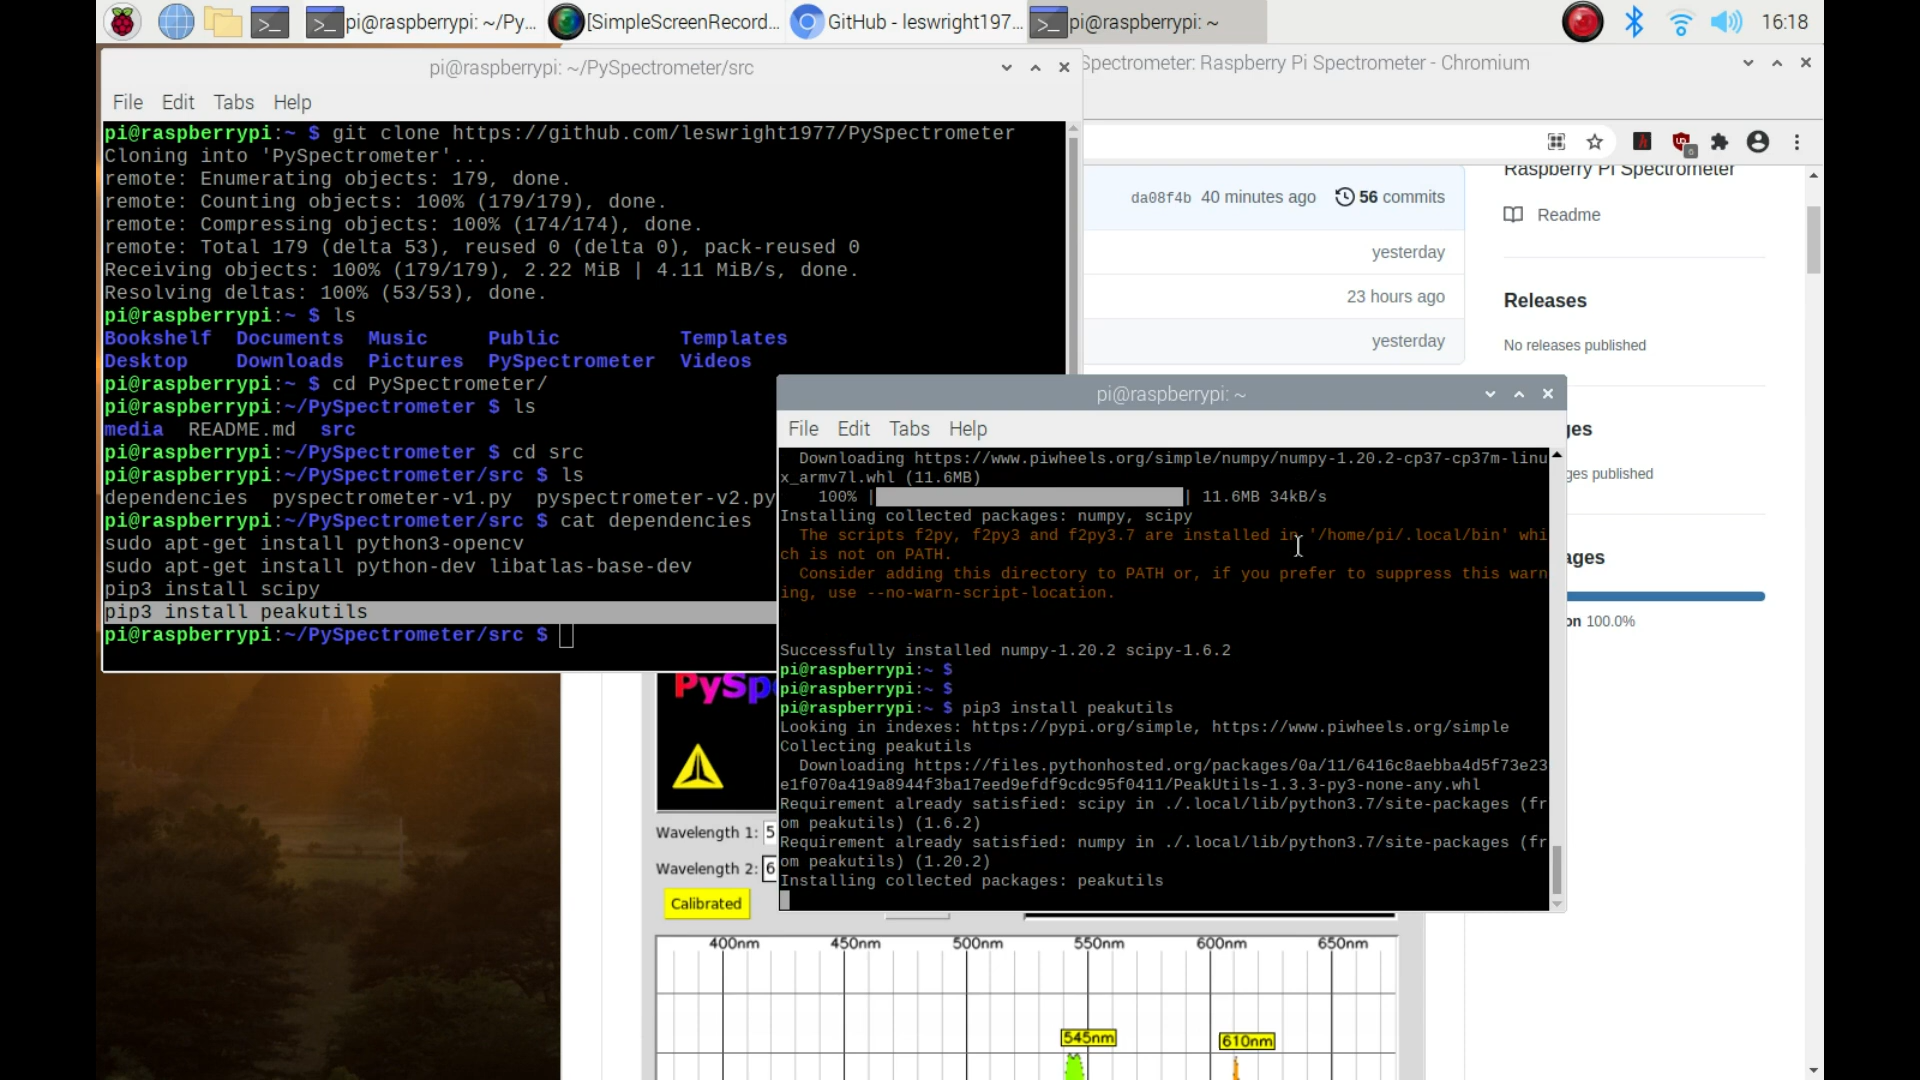 pi@raspberrypi: ~/Py...
[SimpleScreenRecord...
GitHub - leswright197...
pi@raspberrypi: ~
16:18
pi@raspberrypi: ~/PySpectrometer/src
File Edit Tabs Help
pi@raspberrypi:~ $ git clone https://github.com/leswright1977/PySpectrometer
Cloning into 'PySpectrometer'...
remote: Enumerating objects: 179, done.
remote: Counting objects: 100% (179/179), done.
remote: Compressing objects: 100% (174/174), done.
remote: Total 179 (delta 53), reused 0 (delta 0), pack-reused 0
Receiving objects: 100% (179/179), 2.22 MiB | 4.11 MiB/s, done.
Resolving deltas: 100% (53/53), done.
pi@raspberrypi:~ $ ls
Bookshelf Documents Music Public Templates
Desktop Downloads Pictures PySpectrometer Videos
pi@raspberrypi:~ $ cd PySpectrometer/
pi@raspberrypi:~/PySpectrometer $ ls
media README.md src
pi@raspberrypi:~/PySpectrometer $ cd src
pi@raspberrypi:~/PySpectrometer/src $ ls
dependencies pyspectrometer-v1.py pyspectrometer-v2.py
pi@raspberrypi:~/PySpectrometer/src $ cat dependencies
sudo apt-get install python3-opencv
sudo apt-get install python-dev libatlas-base-dev
pip3 install scipy
pip3 install peakutils
pi@raspberrypi:~/PySpectrometer/src $
Spectrometer: Raspberry Pi Spectrometer - Chromium
da08f4b 40 minutes ago 56 commits
yesterday
23 hours ago
yesterday
Raspberry Pi Spectrometer
Readme
Releases
No releases published
ges
ges published
ages
on 100.0%
pi@raspberrypi: ~
File Edit Tabs Help
Downloading https://www.piwheels.org/simple/numpy/numpy-1.20.2-cp37-cp37m-linu
x_armv7l.whl (11.6MB)
100% | | 11.6MB 34kB/s
Installing collected packages: numpy, scipy
The scripts f2py, f2py3 and f2py3.7 are installed in '/home/pi/.local/bin' whi
ch is not on PATH.
Consider adding this directory to PATH or, if you prefer to suppress this warn
ing, use --no-warn-script-location.
Successfully installed numpy-1.20.2 scipy-1.6.2
pi@raspberrypi:~ $
pi@raspberrypi:~ $
pi@raspberrypi:~ $ pip3 install peakutils
Looking in indexes: https://pypi.org/simple, https://www.piwheels.org/simple
Collecting peakutils
Downloading https://files.pythonhosted.org/packages/0a/11/6416c8aebba4d5f73e23
e1f070a419a8944f3ba17eed9efdf9cdc95f0411/PeakUtils-1.3.3-py3-none-any.whl
Requirement already satisfied: scipy in ./.local/lib/python3.7/site-packages (fr
om peakutils) (1.6.2)
Requirement already satisfied: numpy in ./.local/lib/python3.7/site-packages (fr
om peakutils) (1.20.2)
Installing collected packages: peakutils
PySp
Wavelength 1: 5
Wavelength 2: 6
Calibrated
400nm 450nm 500nm 550nm 600nm 650nm
545nm
610nm